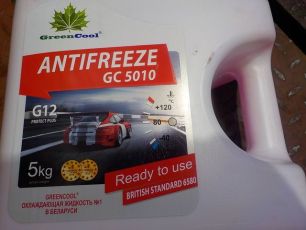 GreenCool®
ANTIFREEZE
GC 5010
G12
PROTECT PLUS
°C
+120
80
-40
5kg
Ready to use
BRITISH STANDARD 6580
GREENCOOL®
ОХЛАЖДАЮЩАЯ ЖИДКОСТЬ №1
В БЕЛАРУСИ